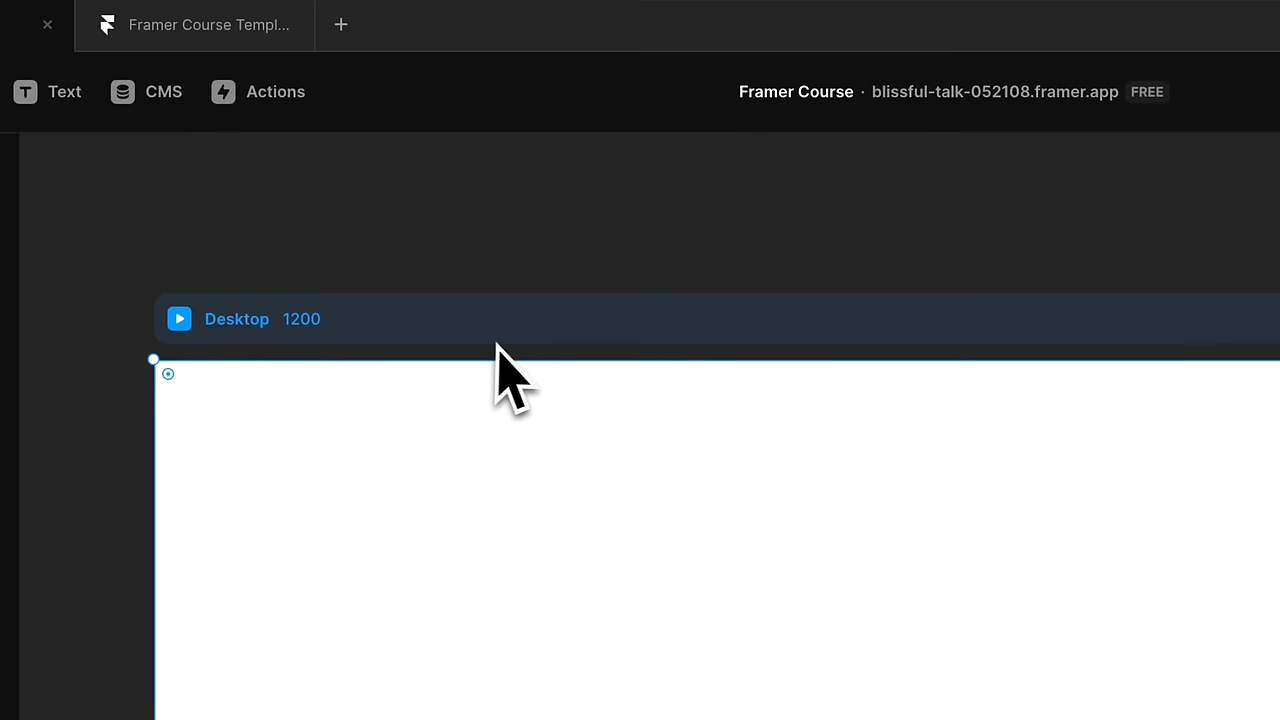 Framer Course Templ...
Text CMS Actions Framer Course · blissful-talk-052108.framer.app FREE
Desktop 1200